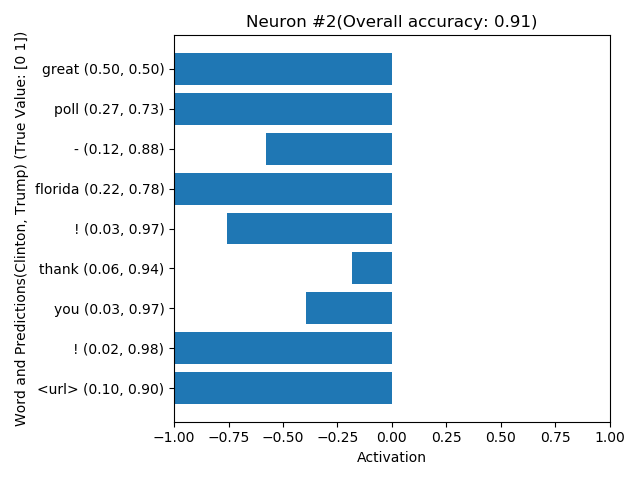 Neuron #2(Overall accuracy: 0.91)
Word and Predictions(Clinton, Trump) (True Value: [0 1])
great (0.50, 0.50)
poll (0.27, 0.73)
- (0.12, 0.88)
florida (0.22, 0.78)
! (0.03, 0.97)
thank (0.06, 0.94)
you (0.03, 0.97)
! (0.02, 0.98)
<url> (0.10, 0.90)
−1.00 −0.75 −0.50 −0.25 0.00 0.25 0.50 0.75 1.00
Activation